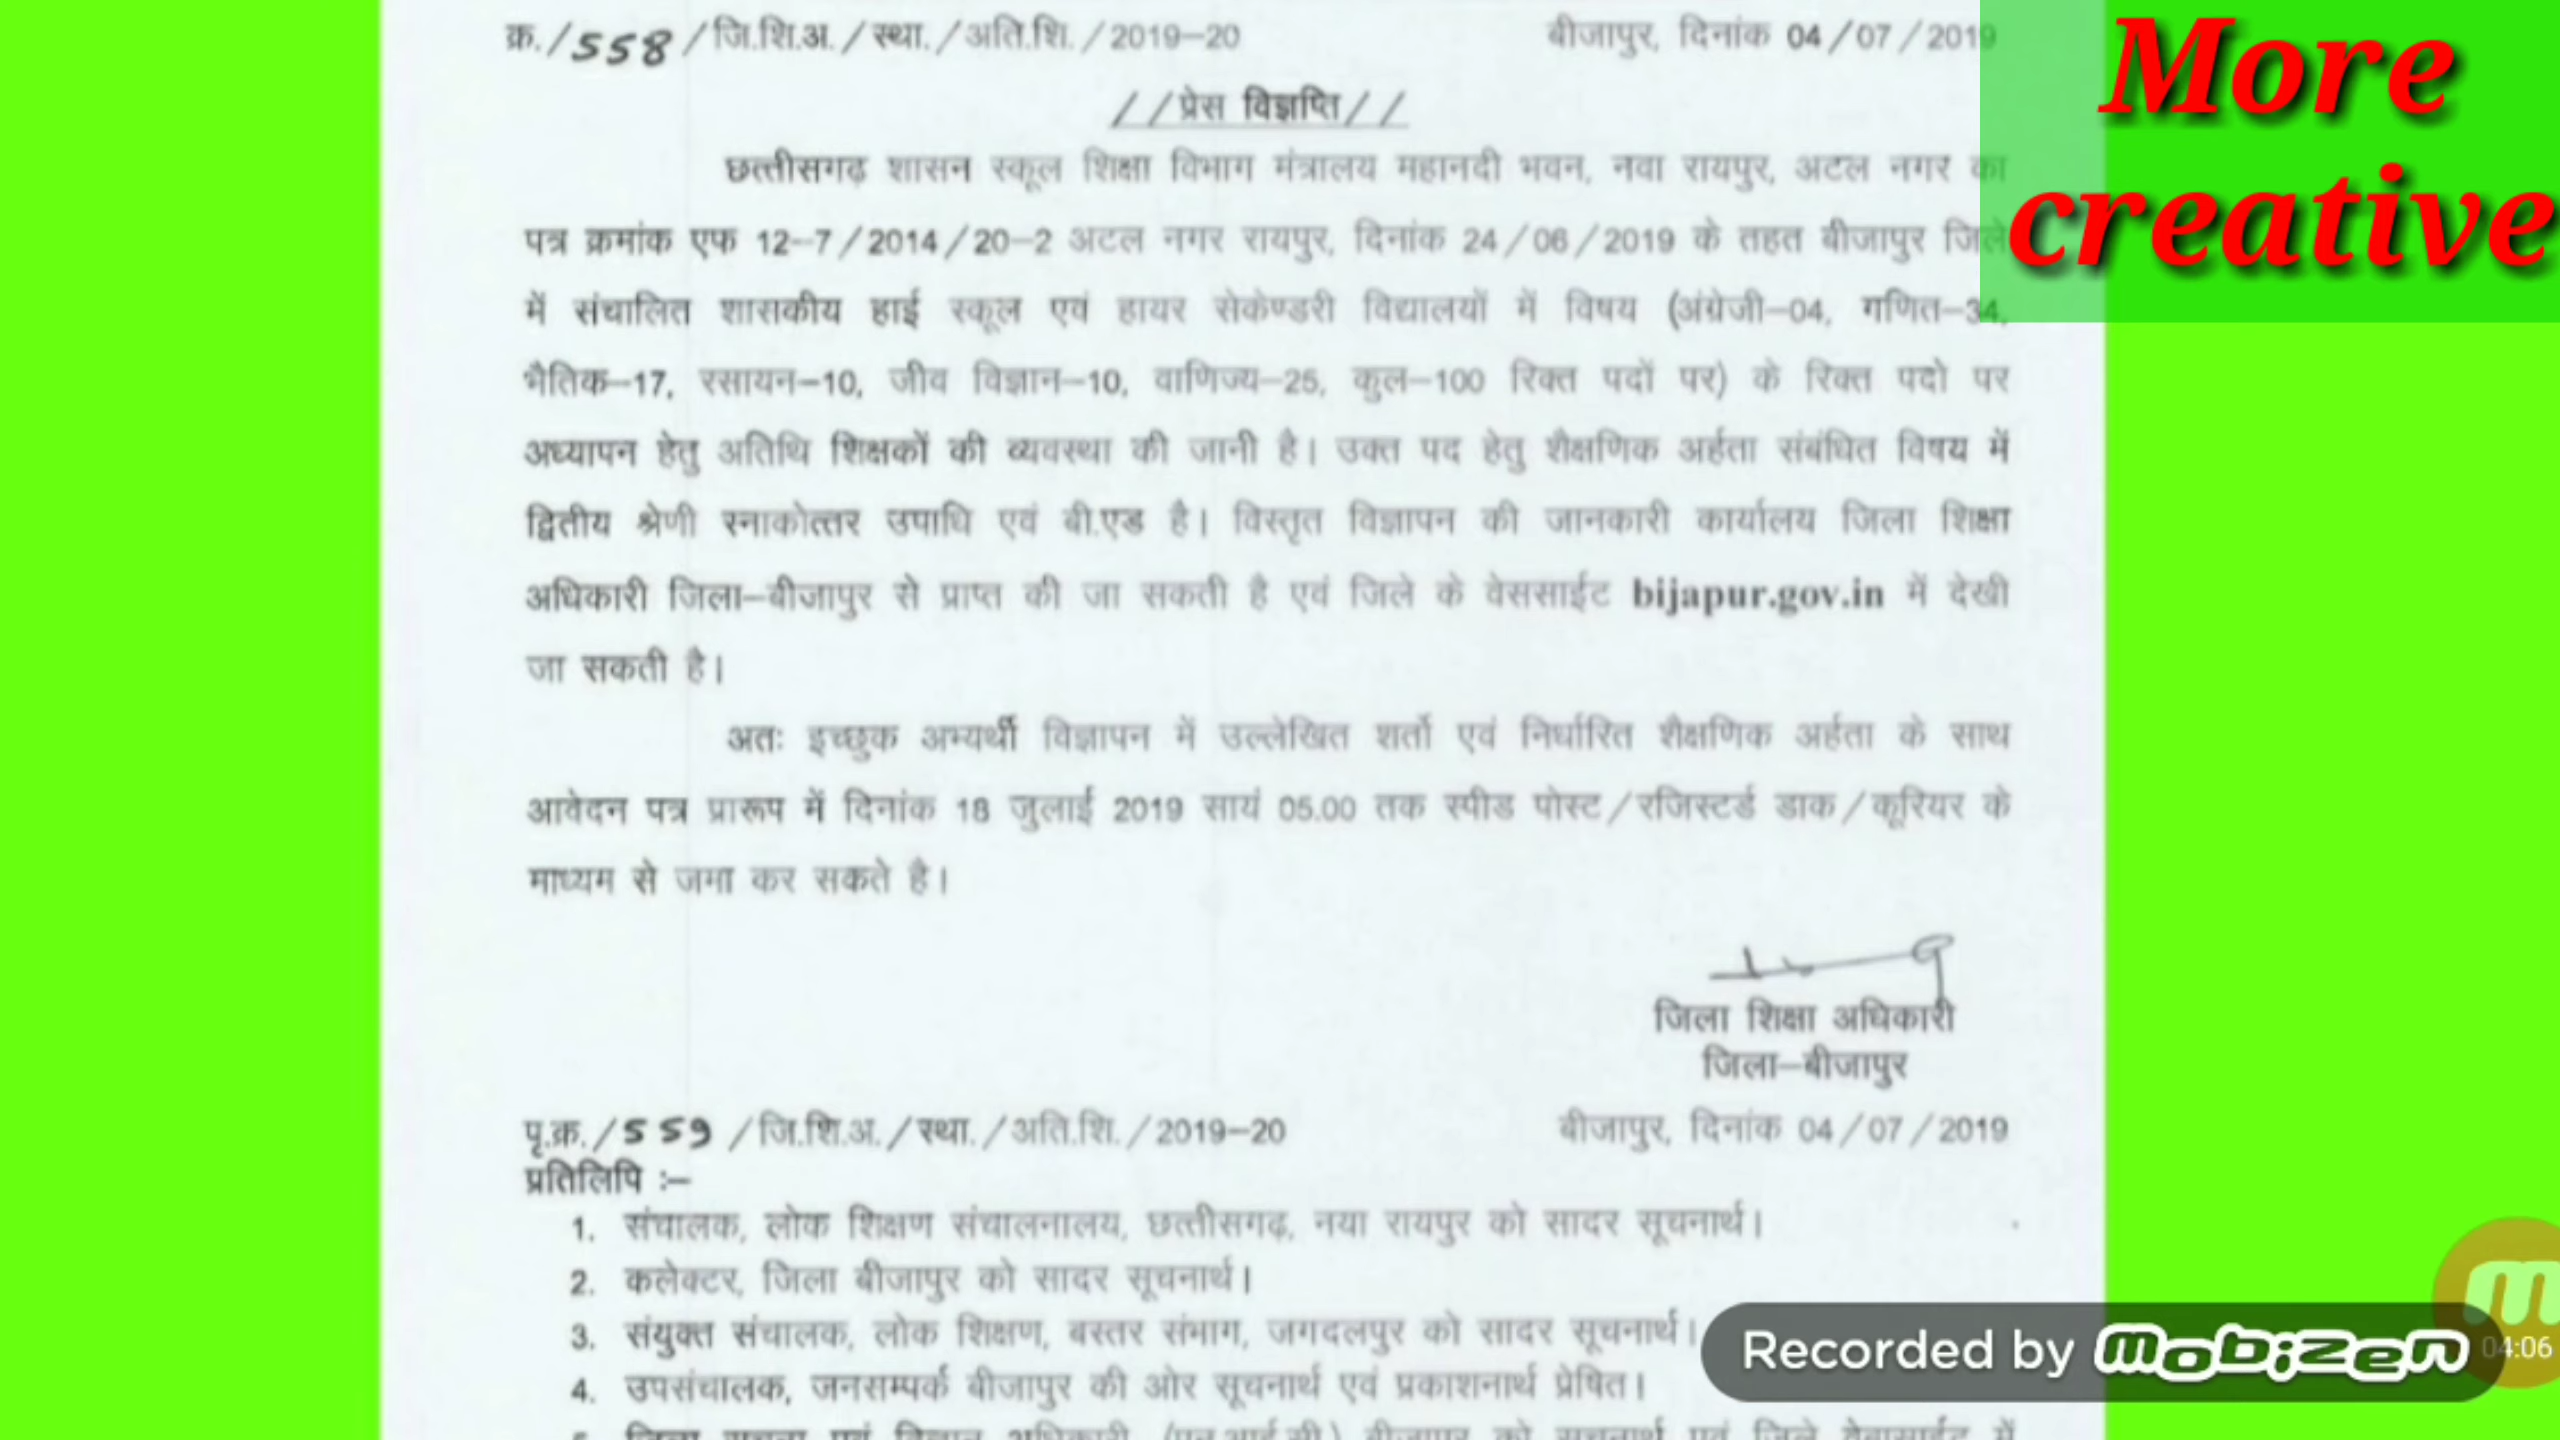 क्र./558/जि.शि.अ./स्था./अति.शि./2019-20 बीजापुर, दिनांक 04/07/2019
More
creative
//प्रेस विज्ञप्ति//
छत्तीसगढ़ शासन स्कूल शिक्षा विभाग मंत्रालय महानदी भवन, नवा रायपुर, अटल नगर का
पत्र क्रमांक एफ 12-7/2014/20-2 अटल नगर रायपुर, दिनांक 24/06/2019 के तहत बीजापुर जिले
में संचालित शासकीय हाई स्कूल एवं हायर सेकेण्डरी विद्यालयों में विषय (अंग्रेजी-04, गणित-34,
भैतिक-17, रसायन-10, जीव विज्ञान-10, वाणिज्य-25, कुल-100 रिक्त पदों पर) के रिक्त पदो पर
अध्यापन हेतु अतिथि शिक्षकों की व्यवस्था की जानी है। उक्त पद हेतु शैक्षणिक अर्हता संबंधित विषय में
द्वितीय श्रेणी स्नाकोत्तर उपाधि एवं बी.एड है। विस्तृत विज्ञापन की जानकारी कार्यालय जिला शिक्षा
अधिकारी जिला-बीजापुर से प्राप्त की जा सकती है एवं जिले के वेससाईट bijapur.gov.in में देखी
जा सकती है।
अतः इच्छुक अभ्यर्थी विज्ञापन में उल्लेखित शर्तो एवं निर्धारित शैक्षणिक अर्हता के साथ
आवेदन पत्र प्रारूप में दिनांक 18 जुलाई 2019 सायं 05.00 तक स्पीड पोस्ट/रजिस्टर्ड डाक/कूरियर के
माध्यम से जमा कर सकते है।
जिला शिक्षा अधिकारी
जिला-बीजापुर
पृ.क्र./559/जि.शि.अ./स्था./अति.शि./2019-20 बीजापुर, दिनांक 04/07/2019
प्रतिलिपि :-
1. संचालक, लोक शिक्षण संचालनालय, छत्तीसगढ़, नया रायपुर को सादर सूचनार्थ।
2. कलेक्टर, जिला बीजापुर को सादर सूचनार्थ।
3. संयुक्त संचालक, लोक शिक्षण, बस्तर संभाग, जगदलपुर को सादर सूचनार्थ।
4. उपसंचालक, जनसम्पर्क बीजापुर की ओर सूचनार्थ एवं प्रकाशनार्थ प्रेषित।
Recorded by mobizen 04:06